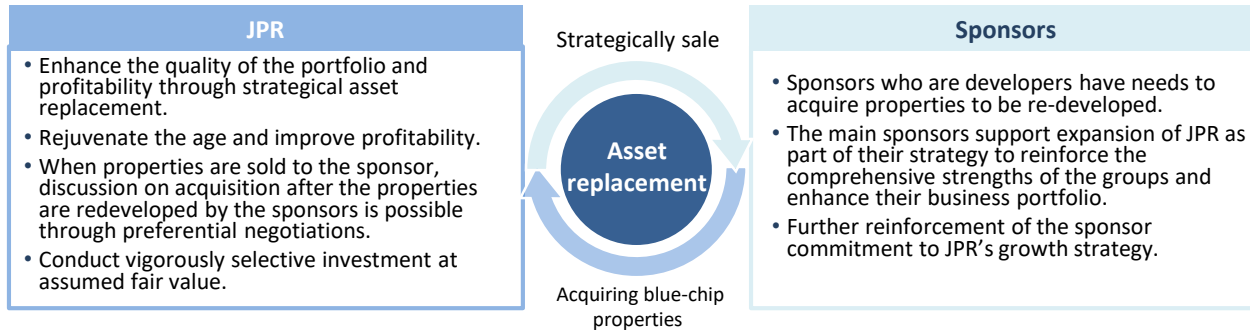 JPR
• Enhance the quality of the portfolio and
profitability through strategical asset
replacement.
• Rejuvenate the age and improve profitability.
• When properties are sold to the sponsor,
discussion on acquisition after the properties
are redeveloped by the sponsors is possible
through preferential negotiations.
• Conduct vigorously selective investment at
assumed fair value.
Strategically sale
Asset
replacement
Acquiring blue-chip
properties
Sponsors
• Sponsors who are developers have needs to
acquire properties to be re-developed.
• The main sponsors support expansion of JPR as
part of their strategy to reinforce the
comprehensive strengths of the groups and
enhance their business portfolio.
• Further reinforcement of the sponsor
commitment to JPR’s growth strategy.